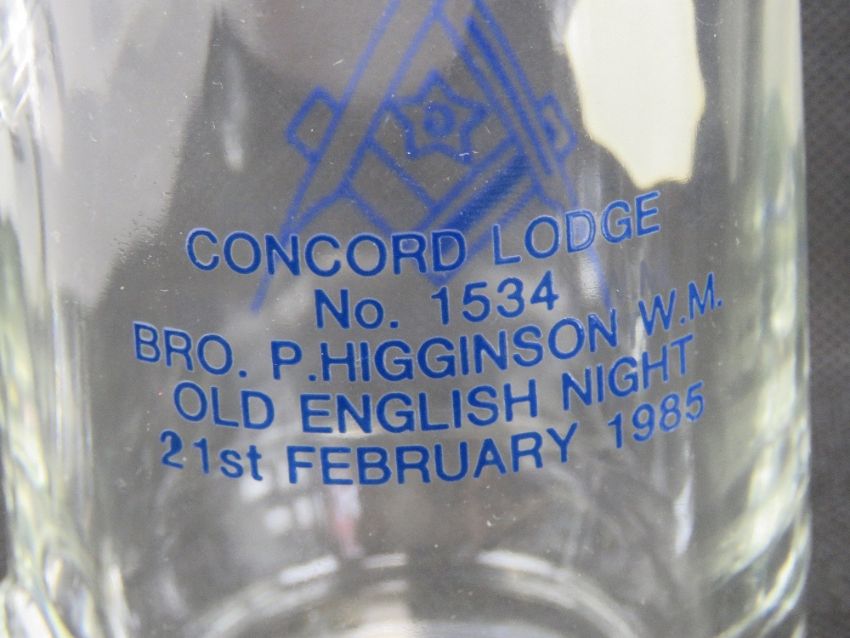 CONCORD LODGE
No. 1534
BRO. P.HIGGINSON W.M.
OLD ENGLISH NIGHT
21st FEBRUARY 1985